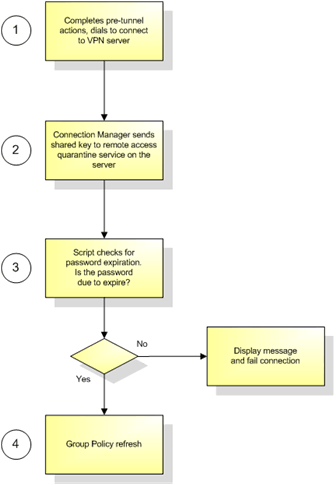 1
Completes pre-tunnel
actions, dials to connect
to VPN server
2
Connection Manager sends
shared key to remote access
quarantine service on the
server
3
Script checks for
password expiration.
Is the password
due to expire?
No
Display message
and fail connection
Yes
4
Group Policy refresh